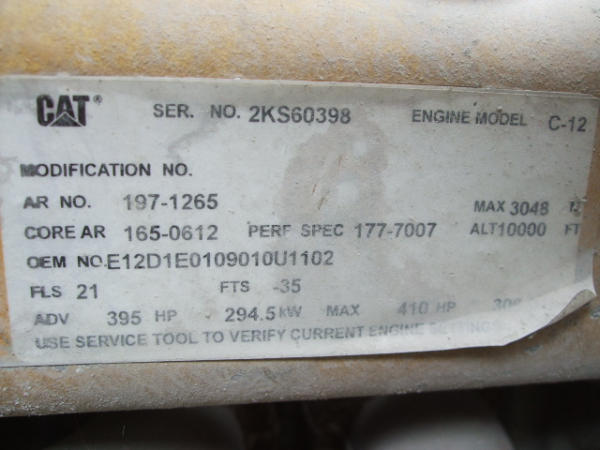 CAT® SER. NO. 2KS60398 ENGINE MODEL C-12
MODIFICATION NO.
AR NO. 197-1265 MAX 3048
CORE AR 165-0612 PERF SPEC 177-7007 ALT 10000 FT
OEM NO. E12D1E0109010U1102
FLS 21 FTS -35
ADV 395 HP 294.5 kW MAX 410 HP
USE SERVICE TOOL TO VERIFY CURRENT ENGINE SETTINGS